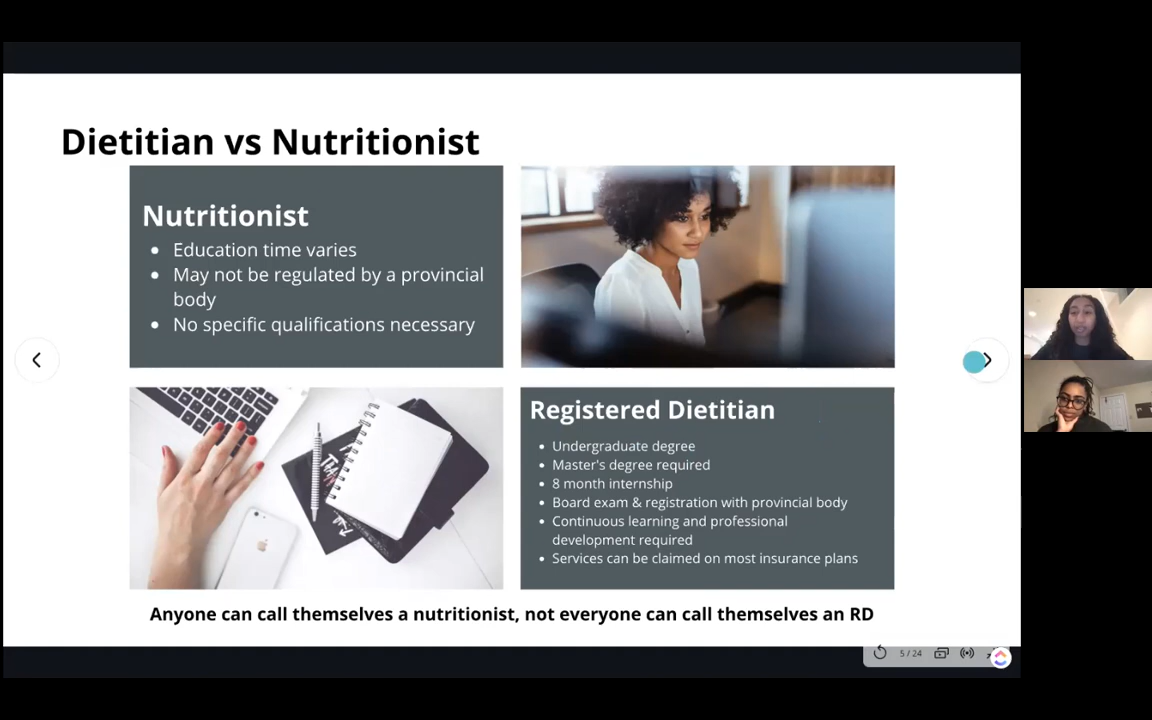 Dietitian vs Nutritionist
Nutritionist
Education time varies
May not be regulated by a provincial
body
No specific qualifications necessary
Registered Dietitian
Undergraduate degree
Master's degree required
8 month internship
Board exam & registration with provincial body
Continuous learning and professional
development required
Services can be claimed on most insurance plans
Anyone can call themselves a nutritionist, not everyone can call themselves an RD
5 / 24